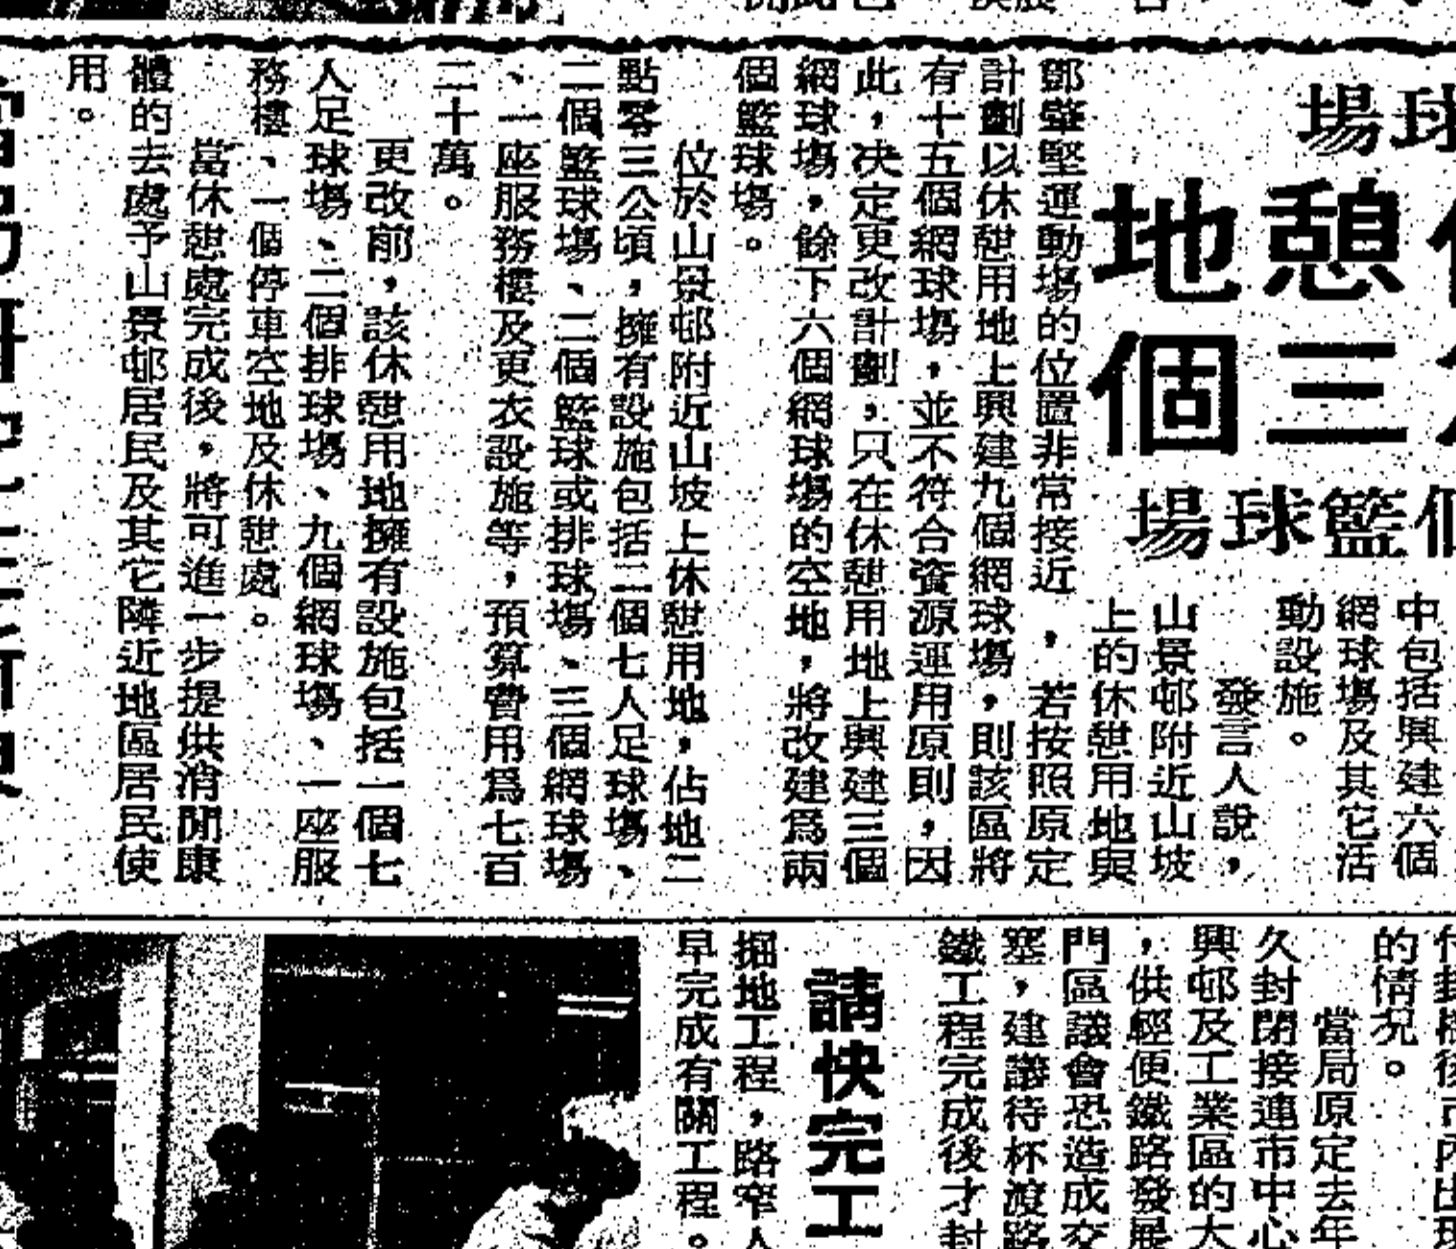 憩
地
三
個
籃球場
中包括興建六個
網球場及其它活
動設施。
發言人說，
山景邨附近山坡
上的休憩用地與
鄧肇堅運動場的位置非常接近，若按照原定
計劃以休憩用地上興建九個網球場，則該區將
有十五個網球場，並不符合資源運用原則，因
此，決定更改計劃，只在休憩用地上興建三個
網球場，餘下六個網球場的空地，將改建爲兩
個籃球場。
位於山景邨附近山坡上休憩用地，佔地二
點零三公頃，擁有設施包括二個七人足球場、
二個籃球場、二個籃球或排球場、三個網球場
、一座服務樓及更衣設施等，預算費用爲七百
二十萬。
更改前，該休憩用地擁有設施包括一個七
人足球場、二個排球場、九個網球場、一座服
務樓、一個停車空地及休憩處。
當休憩處完成後，將可進一步提供消閒康
體的去處予山景邨居民及其它隣近地區居民使
用。
的情況。
當局原定去年
久封閉接連市中心
興邨及工業區的大
，供輕便鐵路發展
門區議會恐造成交
塞，建議待杯渡路
鐵工程完成後才封
請快完工
掘地工程，路窄人
早完成有關工程。